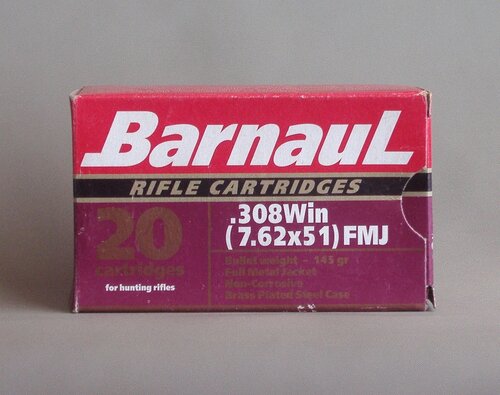 BarnauL
RIFLE CARTRIDGES
20
cartridges
for hunting rifles
.308Win
(7.62x51) FMJ
Bullet weight - 145 gr
Full Metal Jacket
Non-Corrosive
Brass Plated Steel Case